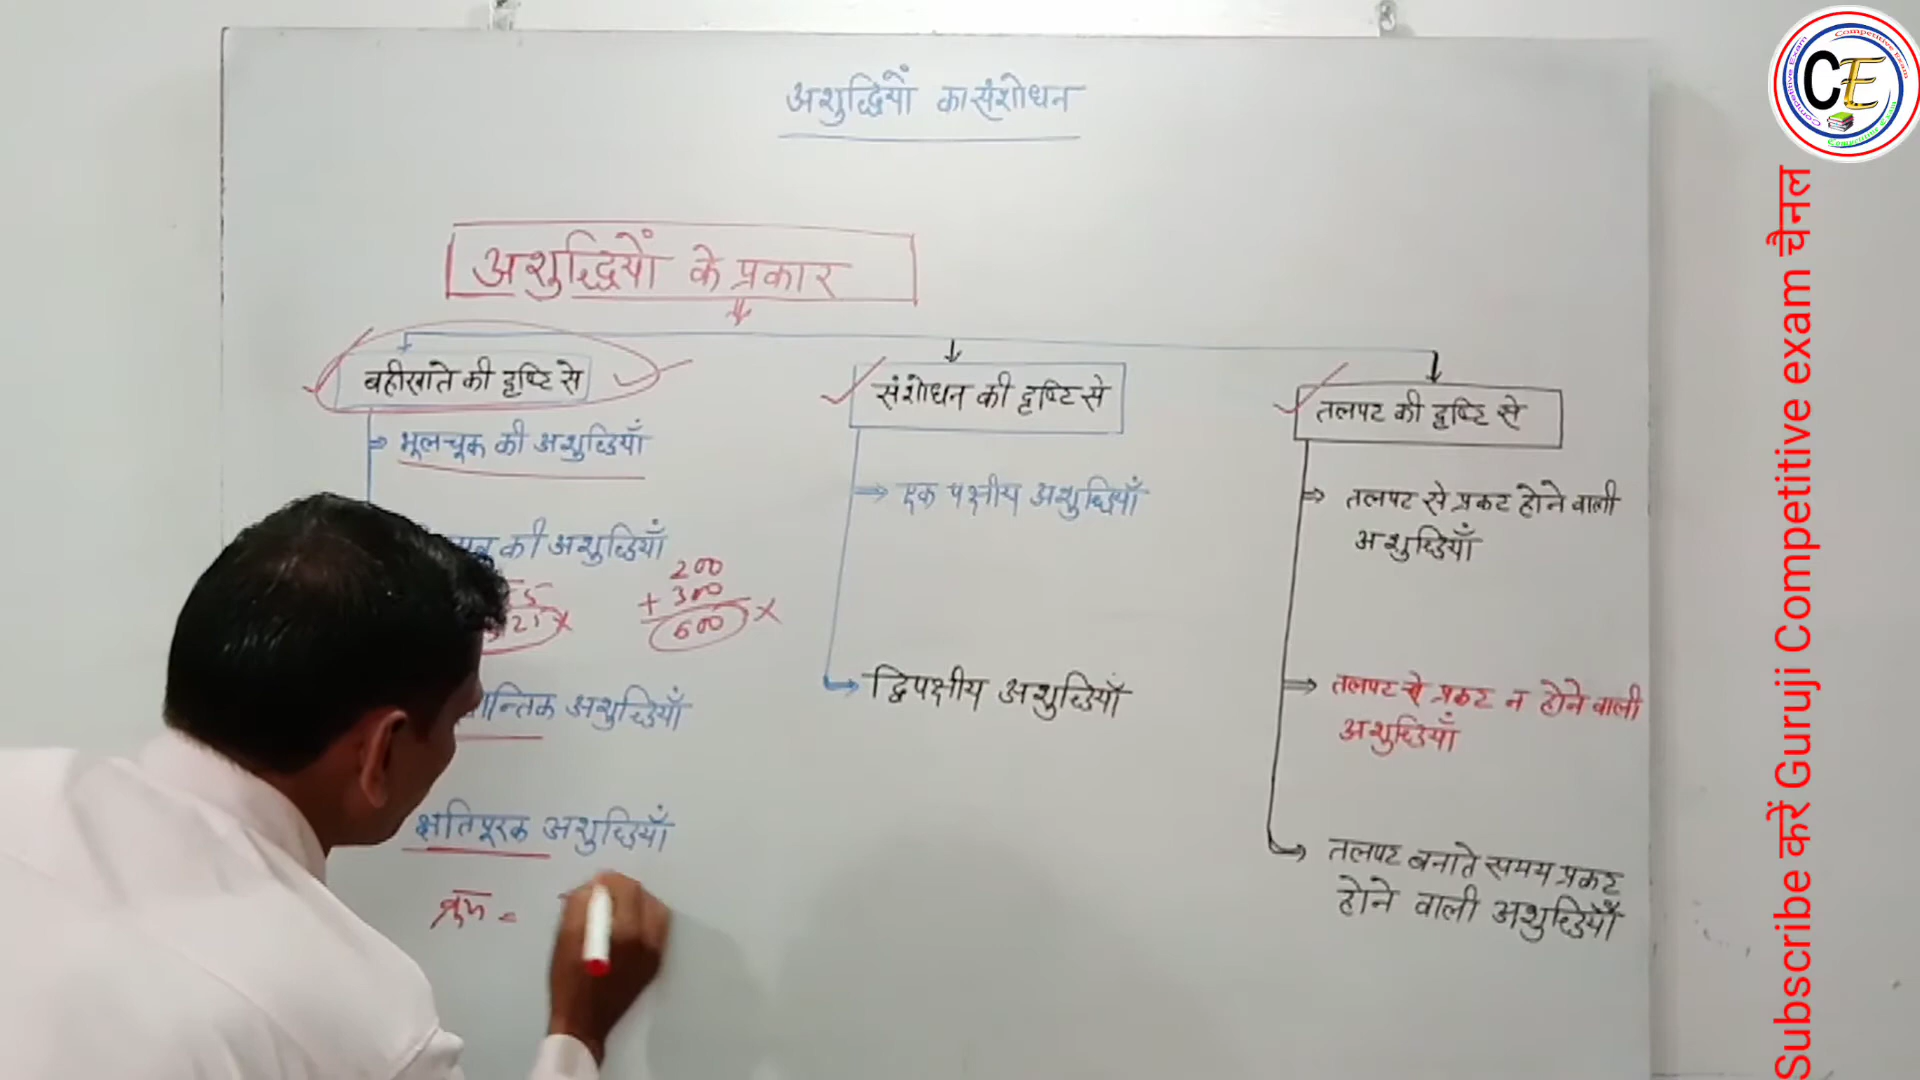 अशुद्धियों का संशोधन
अशुद्धियों के प्रकार
बहीखाते की दृष्टि से
भूलचूक की अशुद्धियाँ
की अशुद्धियाँ
200
+ 300
600
अशुद्धियाँ
क्षतिपूरक अशुद्धियाँ
संशोधन की दृष्टि से
एक पक्षीय अशुद्धियाँ
द्विपक्षीय अशुद्धियाँ
तलपट की दृष्टि से
तलपट से प्रकट होने वाली
अशुद्धियाँ
तलपट से प्रकट न होने वाली
अशुद्धियाँ
तलपट बनाते समय प्रकट
होने वाली अशुद्धियाँ
CE
Competitive Exam
Subscribe करें Guruji Competitive exam चैनल